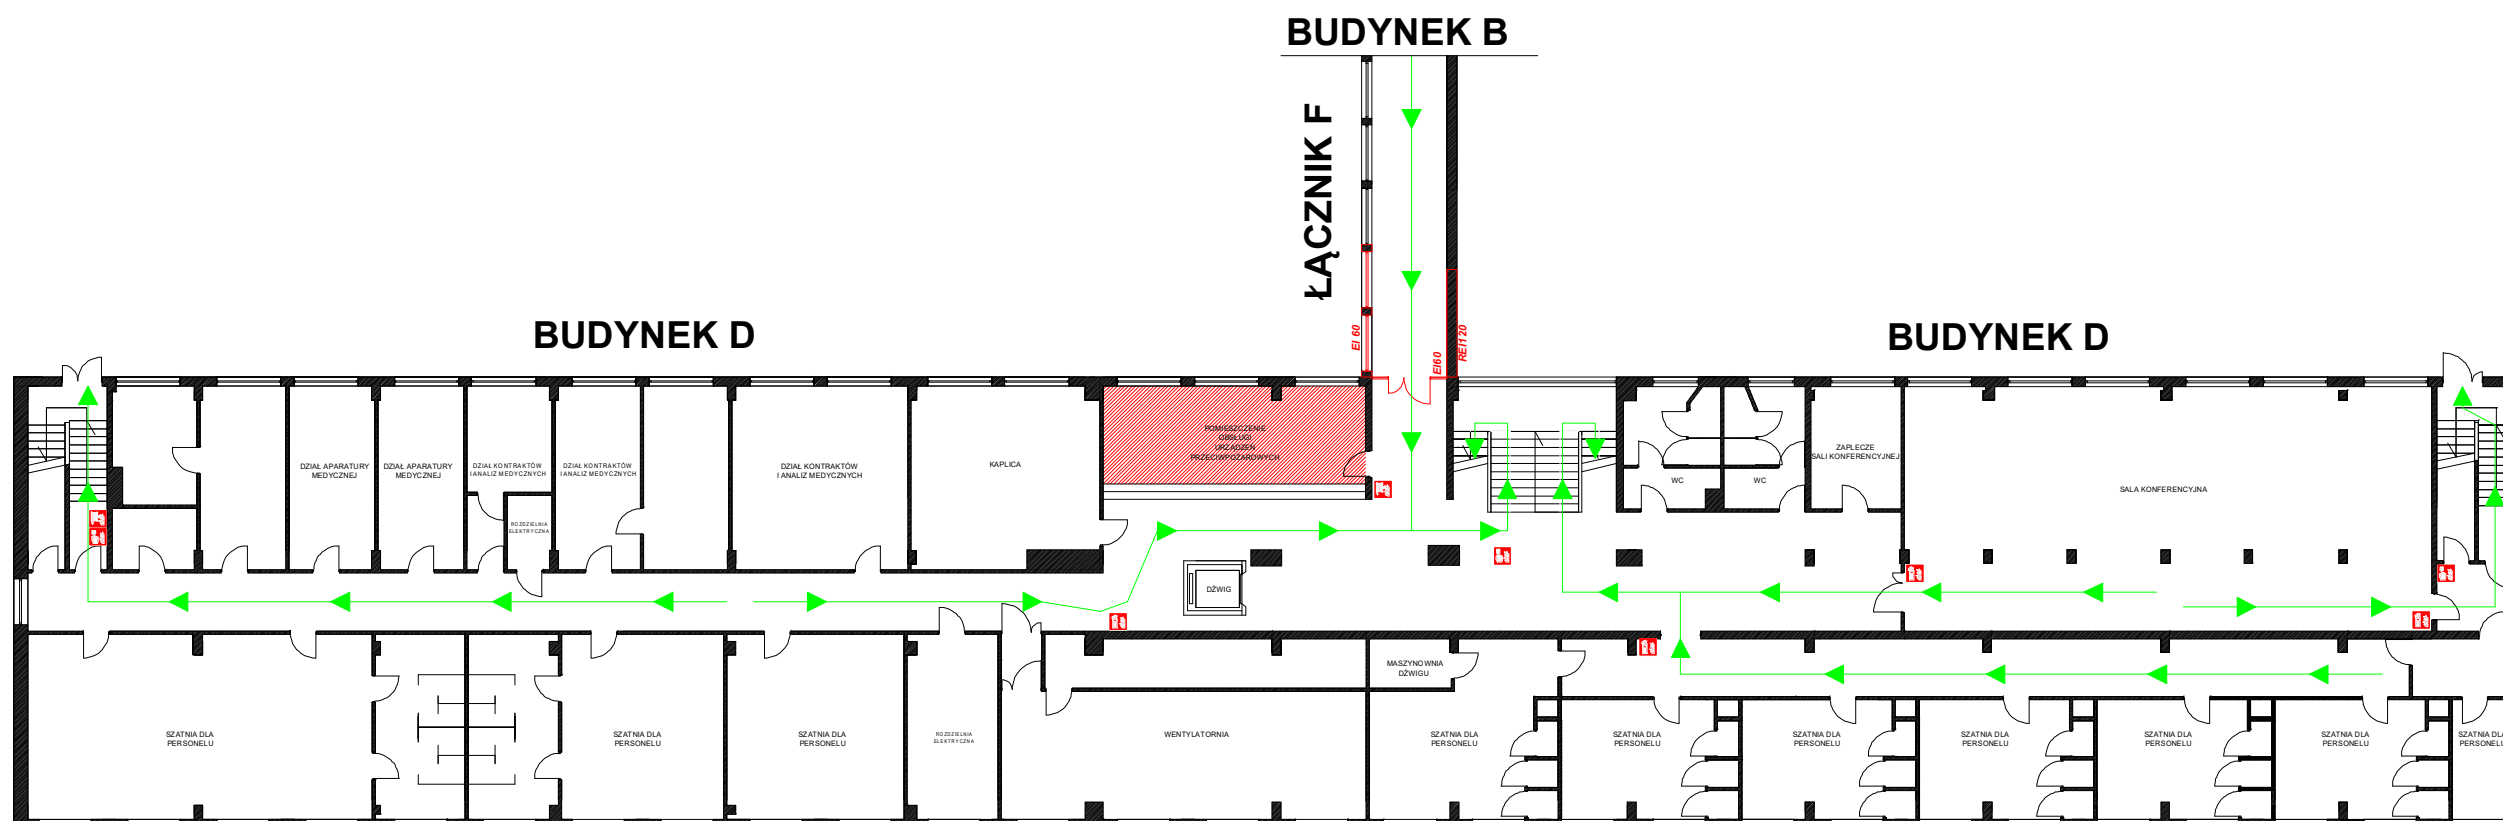 BUDYNEK B
ŁĄCZNIK F
BUDYNEK D
BUDYNEK D
EI 60
EI60
REI120
DZIAŁ APARATURY
MEDYCZNEJ
DZIAŁ APARATURY
MEDYCZNEJ
DZIAŁ KONTRAKTÓW
I ANALIZ MEDYCZNYCH
DZIAŁ KONTRAKTÓW
I ANALIZ MEDYCZNYCH
ROZDZIELNIA
ELEKTRYCZNA
DZIAŁ KONTRAKTÓW
I ANALIZ MEDYCZNYCH
KAPLICA
POMIESZCZENIE
OBSŁUGI
URZĄDZEŃ
PRZECIWPOŻAROWYCH
WC
WC
ZAPLECZE
SALI KONFERENCYJNEJ
SALA KONFERENCYJNA
DŹWIG
MASZYNOWNIA
DŹWIGU
SZATNIA DLA
PERSONELU
SZATNIA DLA
PERSONELU
SZATNIA DLA
PERSONELU
ROZDZIELNIA
ELEKTRYCZNA
WENTYLATORNIA
SZATNIA DLA
PERSONELU
SZATNIA DLA
PERSONELU
SZATNIA DLA
PERSONELU
SZATNIA DLA
PERSONELU
SZATNIA DLA
PERSONELU
SZATNIA DLA
PERSONELU
SZATNIA DLA
PERSONELU